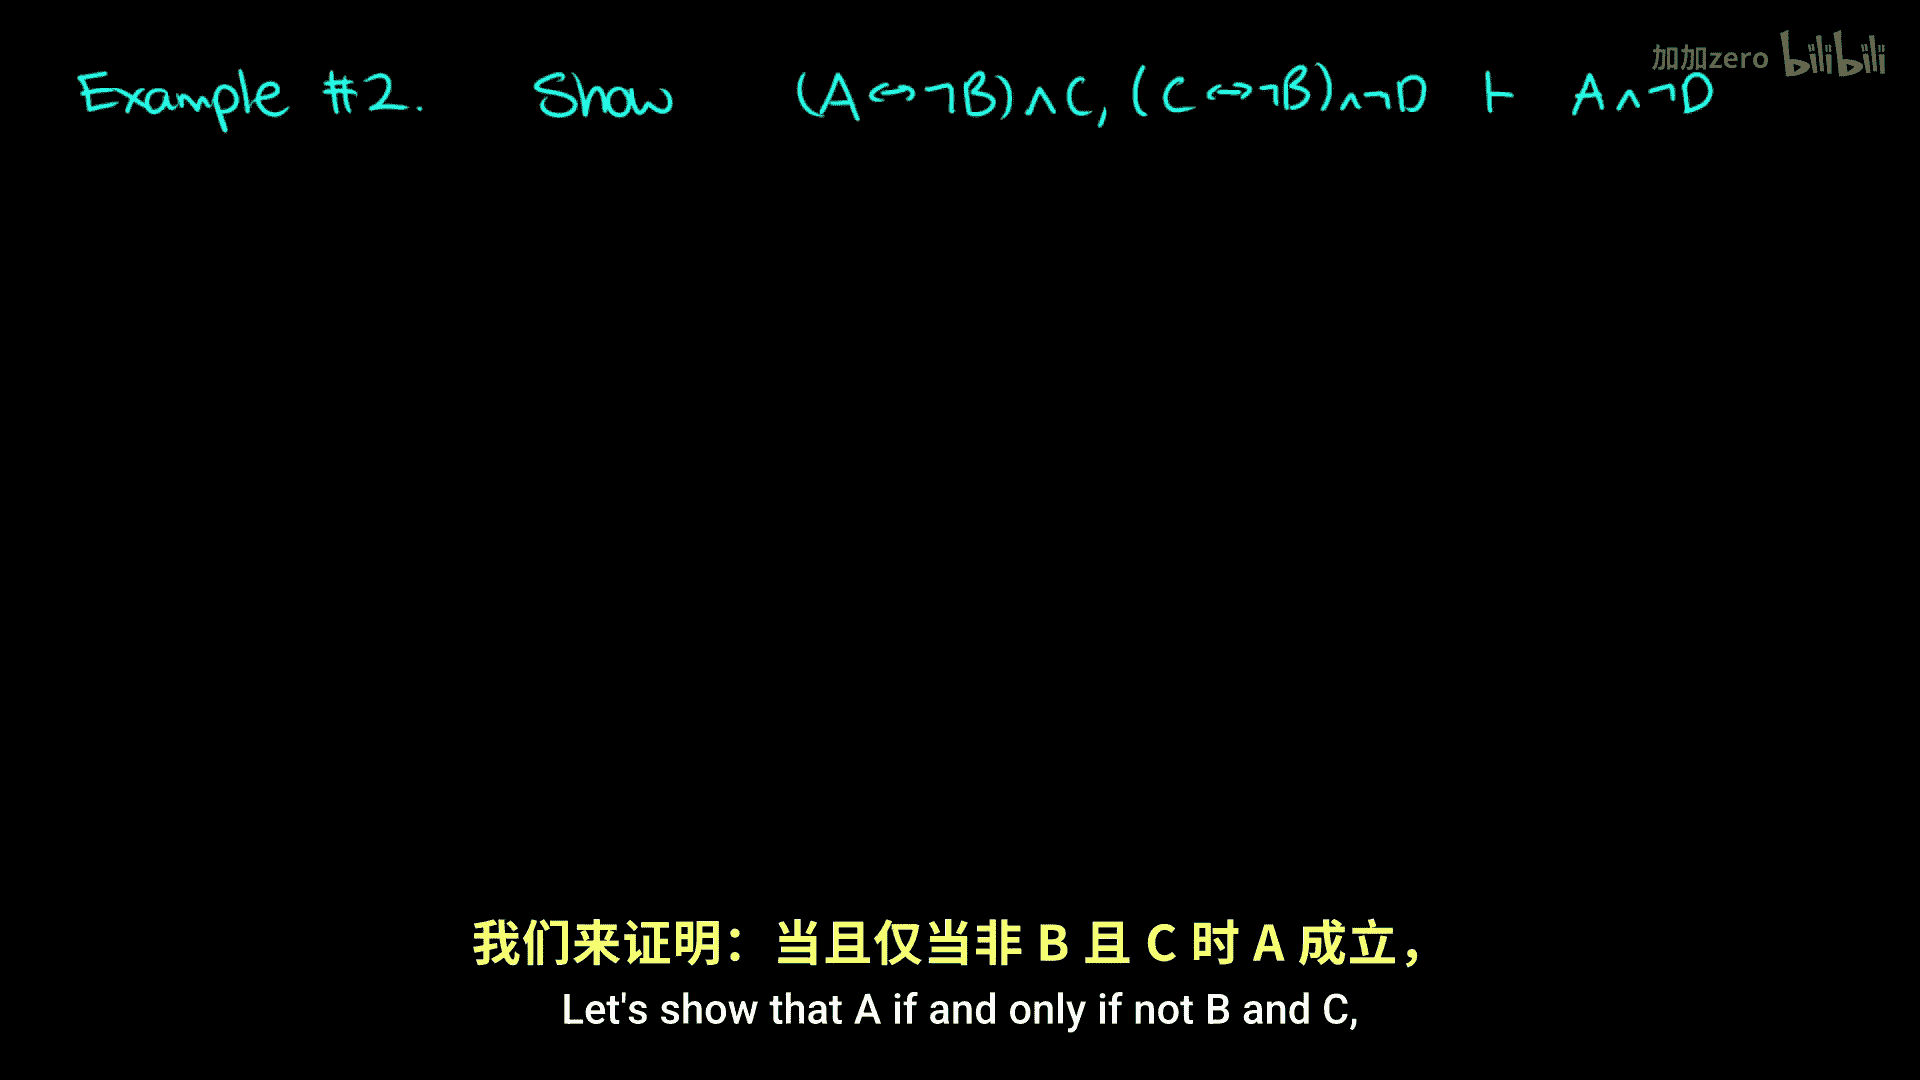 加加zero bilibili
Example #2. Show (A↔¬B)∧C, (C↔¬B)∧¬D ⊢ A∧¬D
我们来证明：当且仅当非 B 且 C 时 A 成立，
Let's show that A if and only if not B and C,